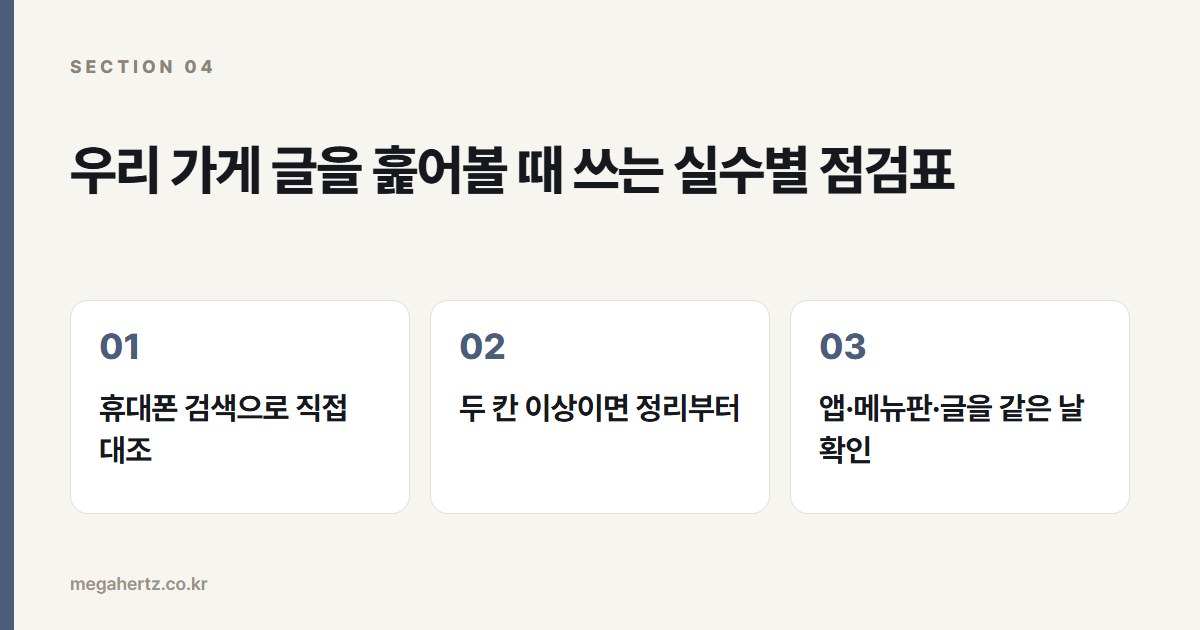 SECTION 04
우리 가게 글을 훑어볼 때 쓰는 실수별 점검표
01
휴대폰 검색으로 직접
대조
02
두 칸 이상이면 정리부터
03
앱·메뉴판·글을 같은 날
확인
megahertz.co.kr